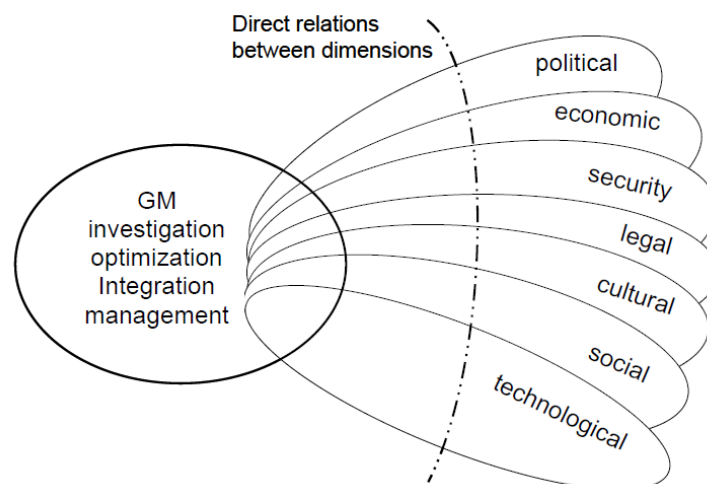 Direct relations
between dimensions
political
economic
security
legal
cultural
social
technological
GM
investigation
optimization
Integration
management